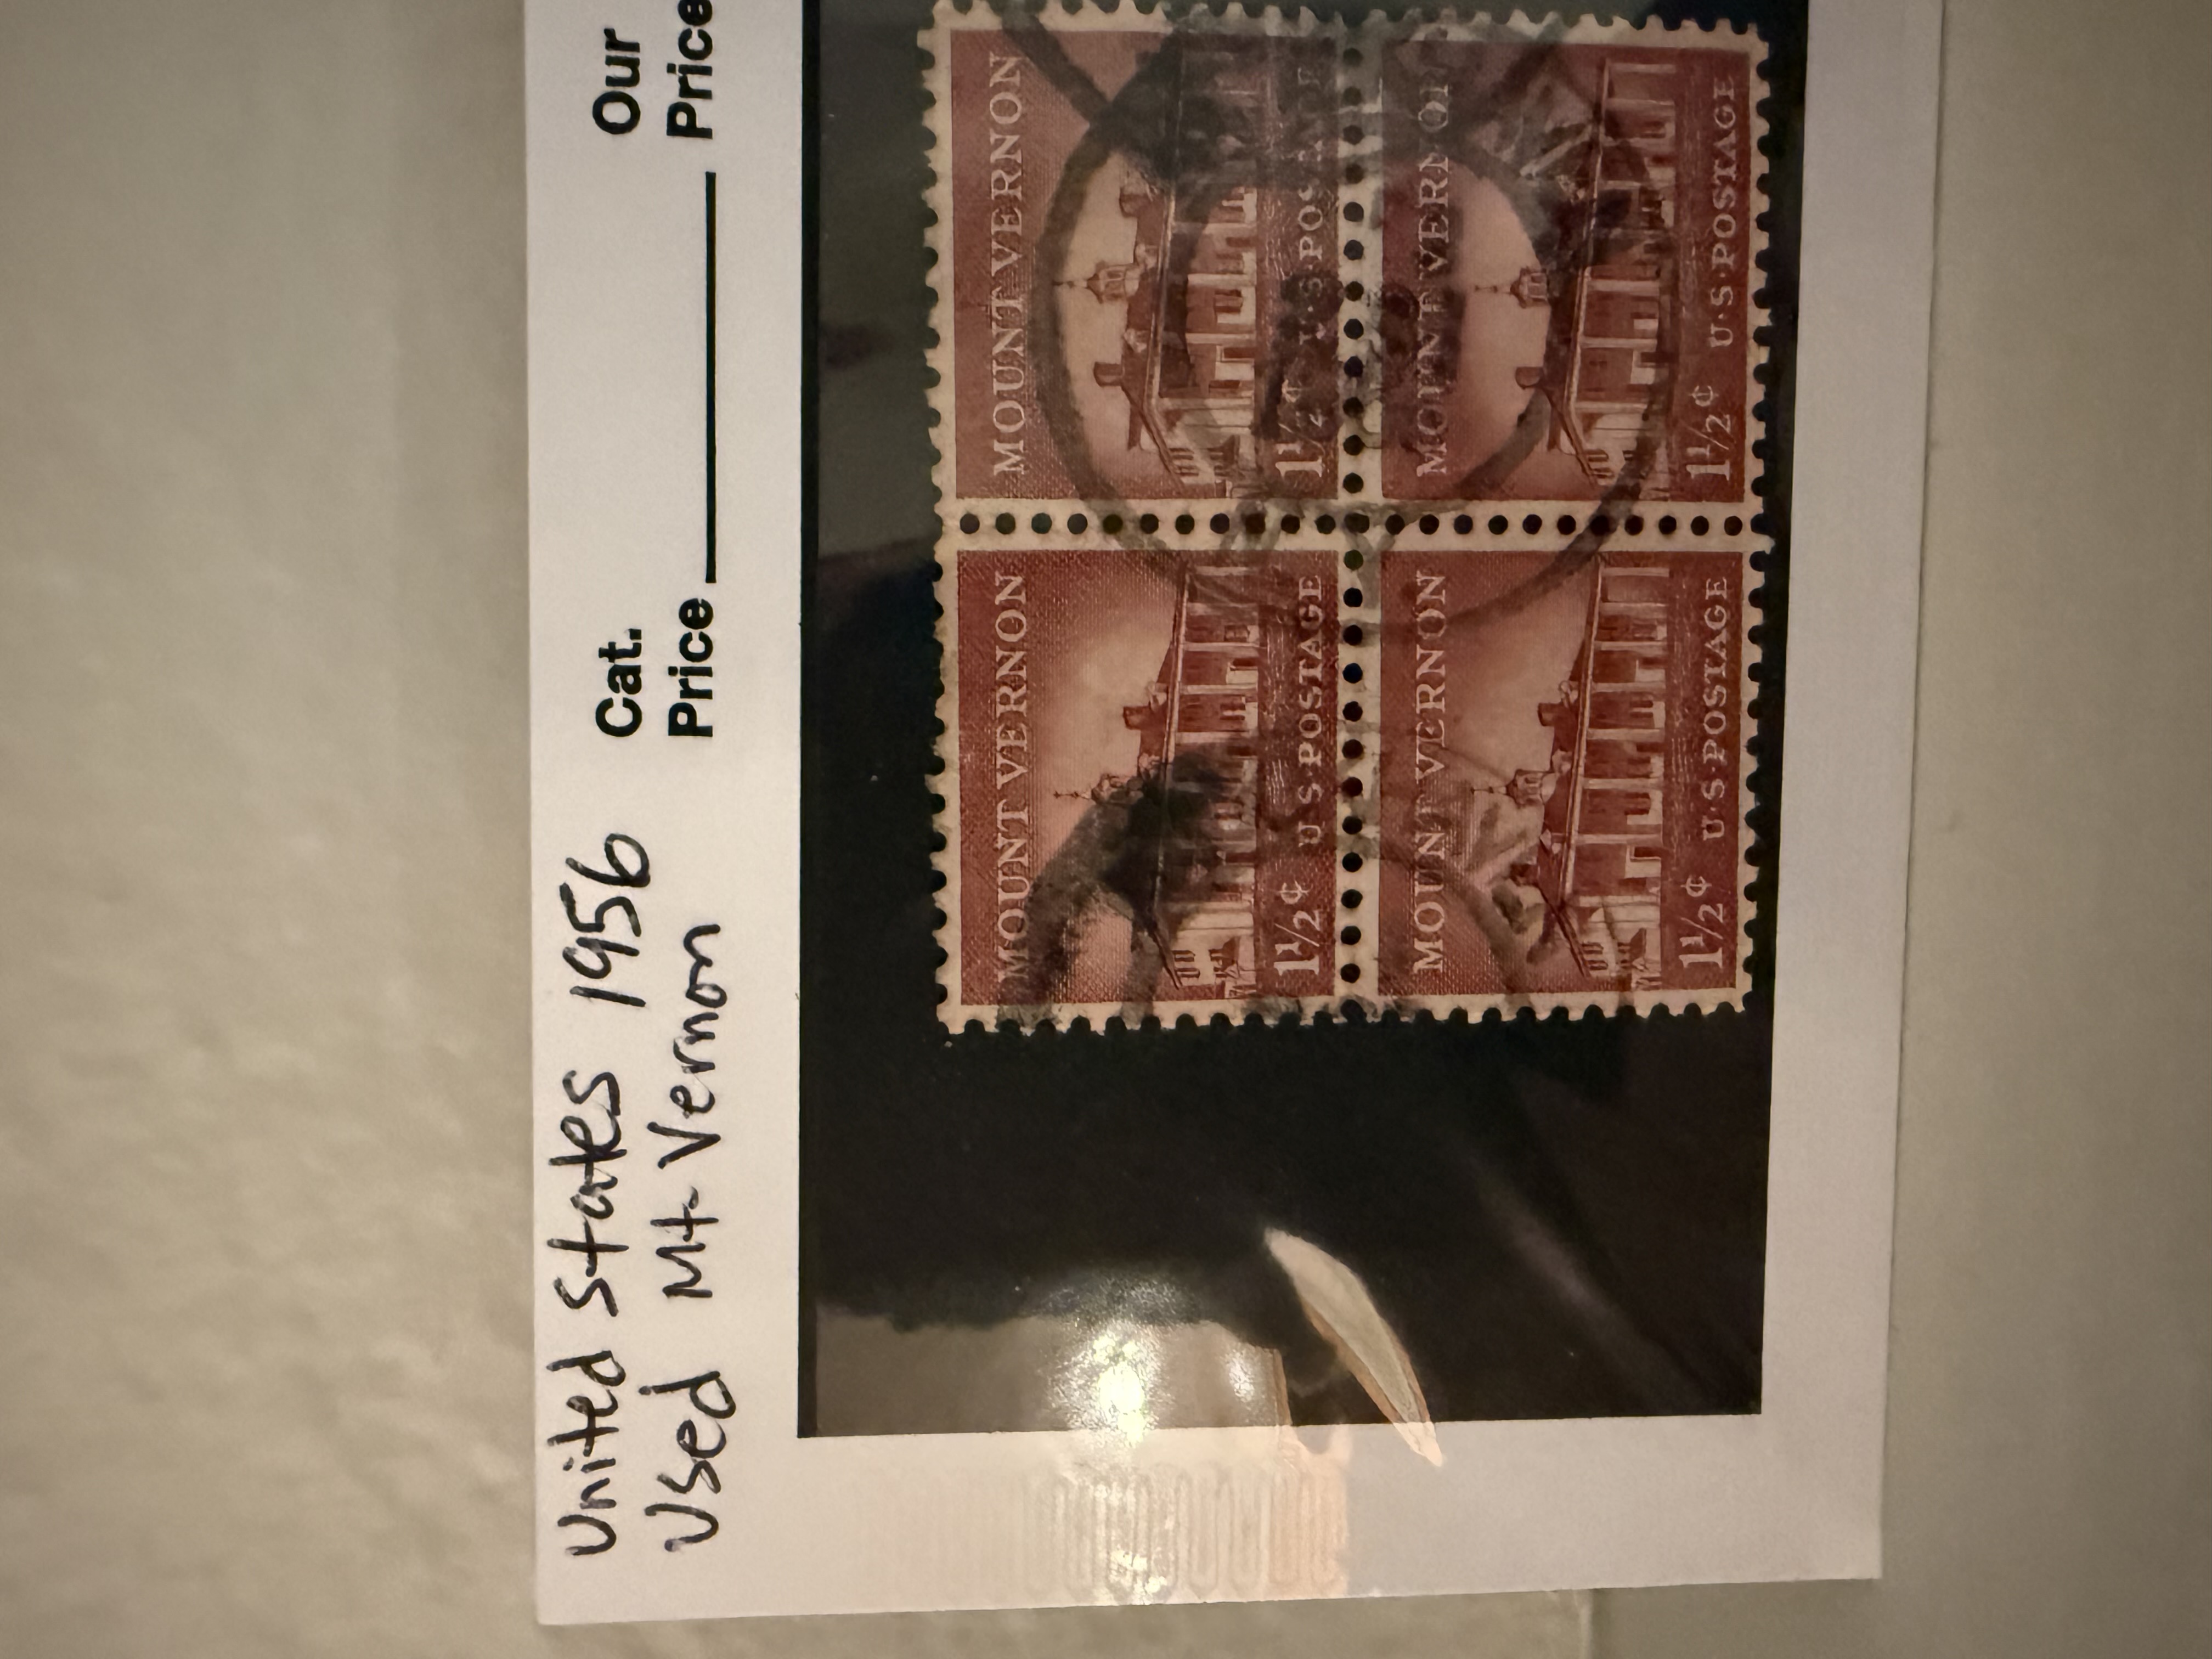 United States 1956 Cat. Our
Used Mt. Vernon Price________ Price
MOUNT VERNON MOUNT VERNON
1½¢ U·S·POSTAGE 1½¢ U·S·POSTAGE
MOUNT VERNON MOUNT VERNON
1½¢ U·S·POSTAGE 1½¢ U·S·POSTAGE